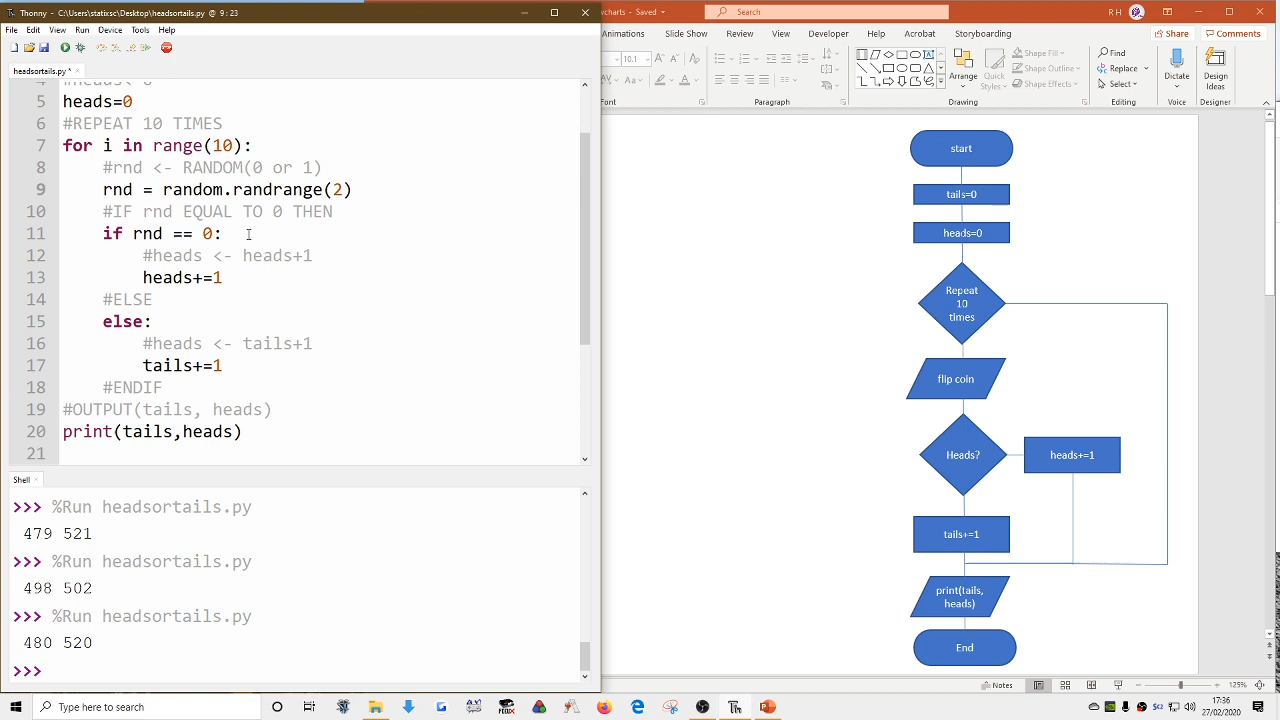 Thonny - C:\Users\statixsc\Desktop\headsortails.py @ 9 : 23
File Edit View Run Device Tools Help
headsortails.py * ×
4 #heads<- 0
5 heads=0
6 #REPEAT 10 TIMES
7 for i in range(10):
8 #rnd <- RANDOM(0 or 1)
9 rnd = random.randrange(2)
10 #IF rnd EQUAL TO 0 THEN
11 if rnd == 0:
12 #heads <- heads+1
13 heads+=1
14 #ELSE
15 else:
16 #heads <- tails+1
17 tails+=1
18 #ENDIF
19 #OUTPUT(tails, heads)
20 print(tails,heads)
21
Shell ×
>>> %Run headsortails.py
479 521
>>> %Run headsortails.py
498 502
>>> %Run headsortails.py
480 520
>>>
charts - Saved
Search
R H
Animations Slide Show Review View Developer Help Acrobat Storyboarding
Share Comments
10.1
Shape Fill
Shape Outline
Shape Effects
Arrange
Quick Styles
Find
Replace
Select
Dictate
Design Ideas
Font Paragraph Drawing Editing Voice Designer
start
tails=0
heads=0
Repeat
10
times
flip coin
Heads?
heads+=1
tails+=1
print(tails,
heads)
End
Notes
125%
Type here to search
17:36
27/02/2020